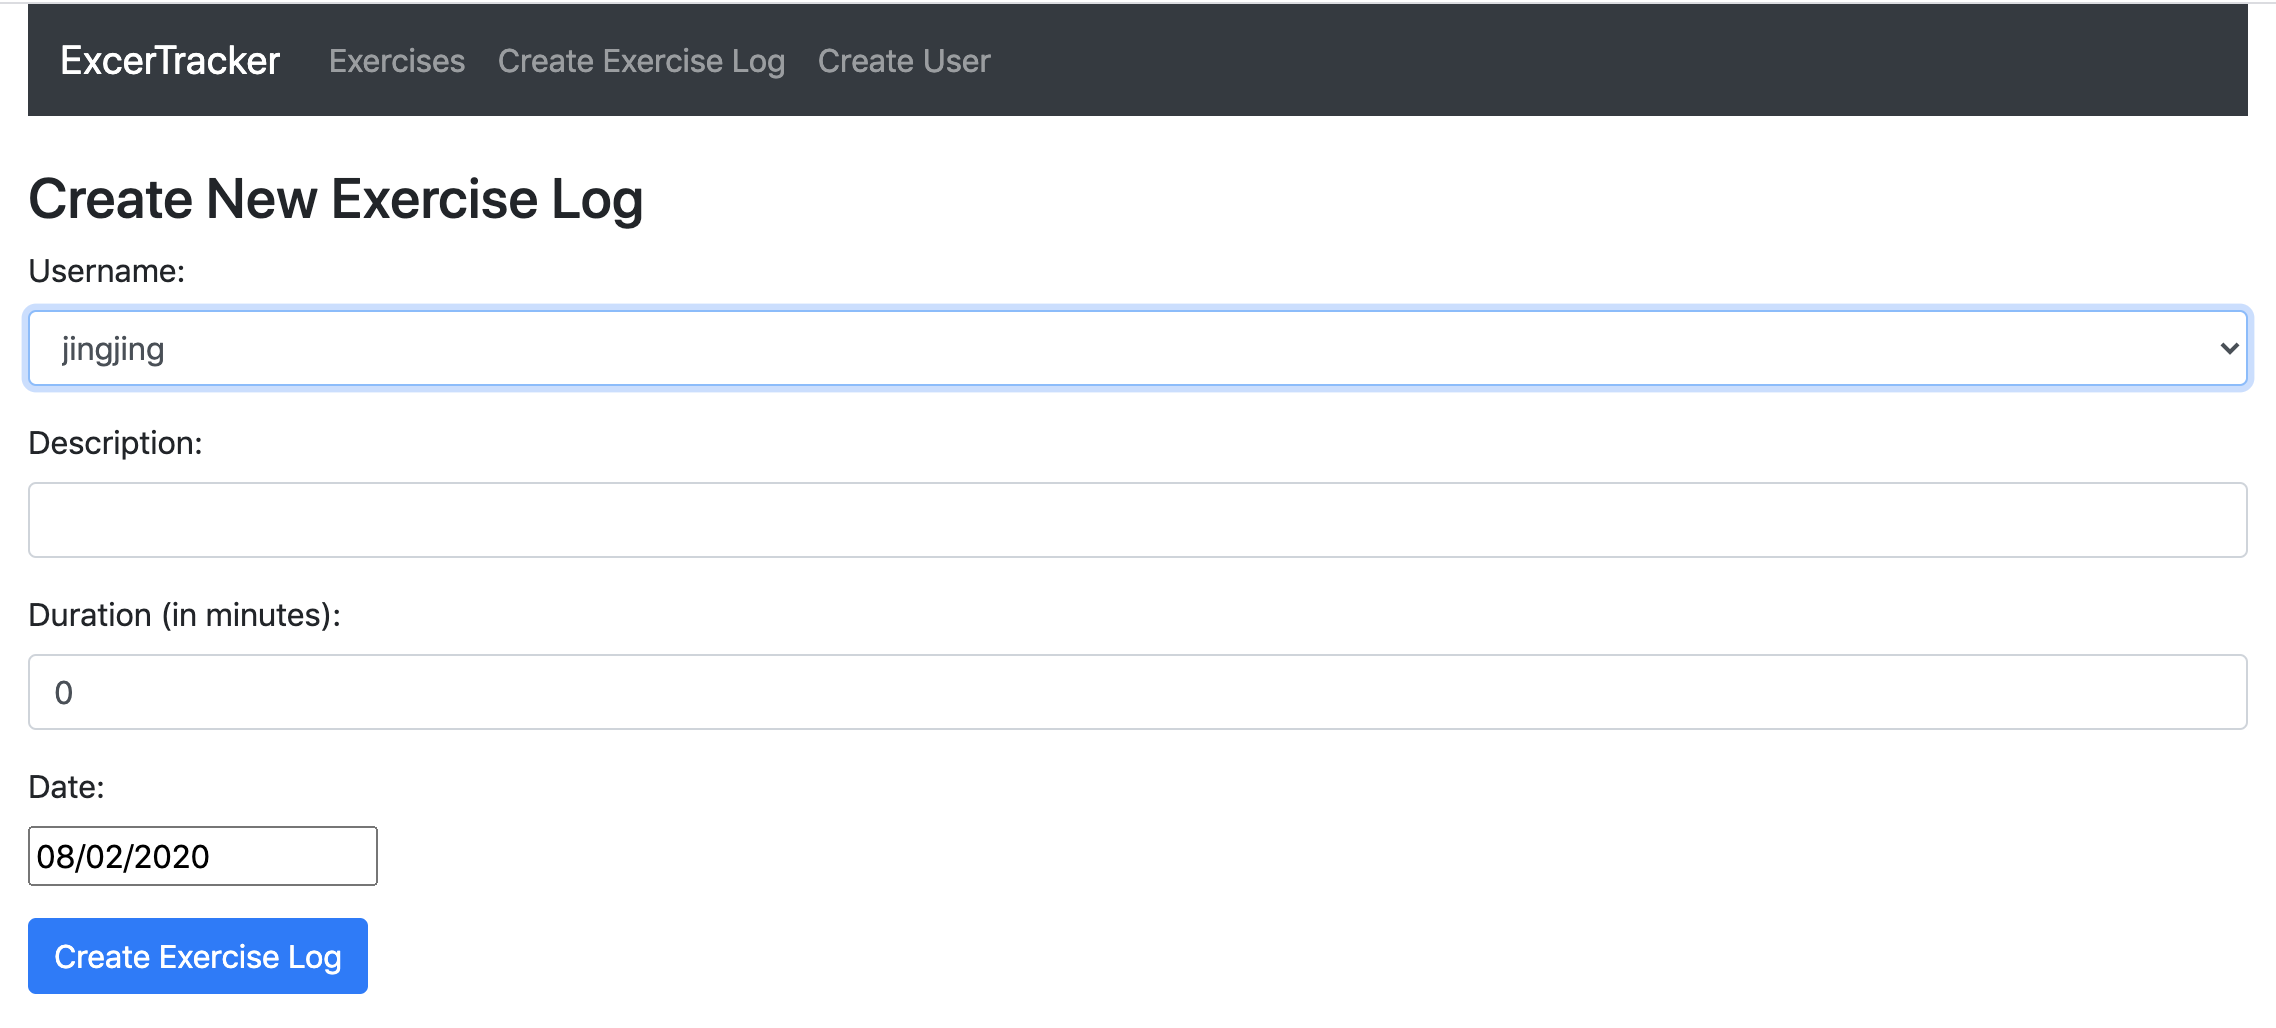 ExcerTracker Exercises Create Exercise Log Create User
Create New Exercise Log
Username:
jingjing
Description:
Duration (in minutes):
0
Date:
08/02/2020
Create Exercise Log